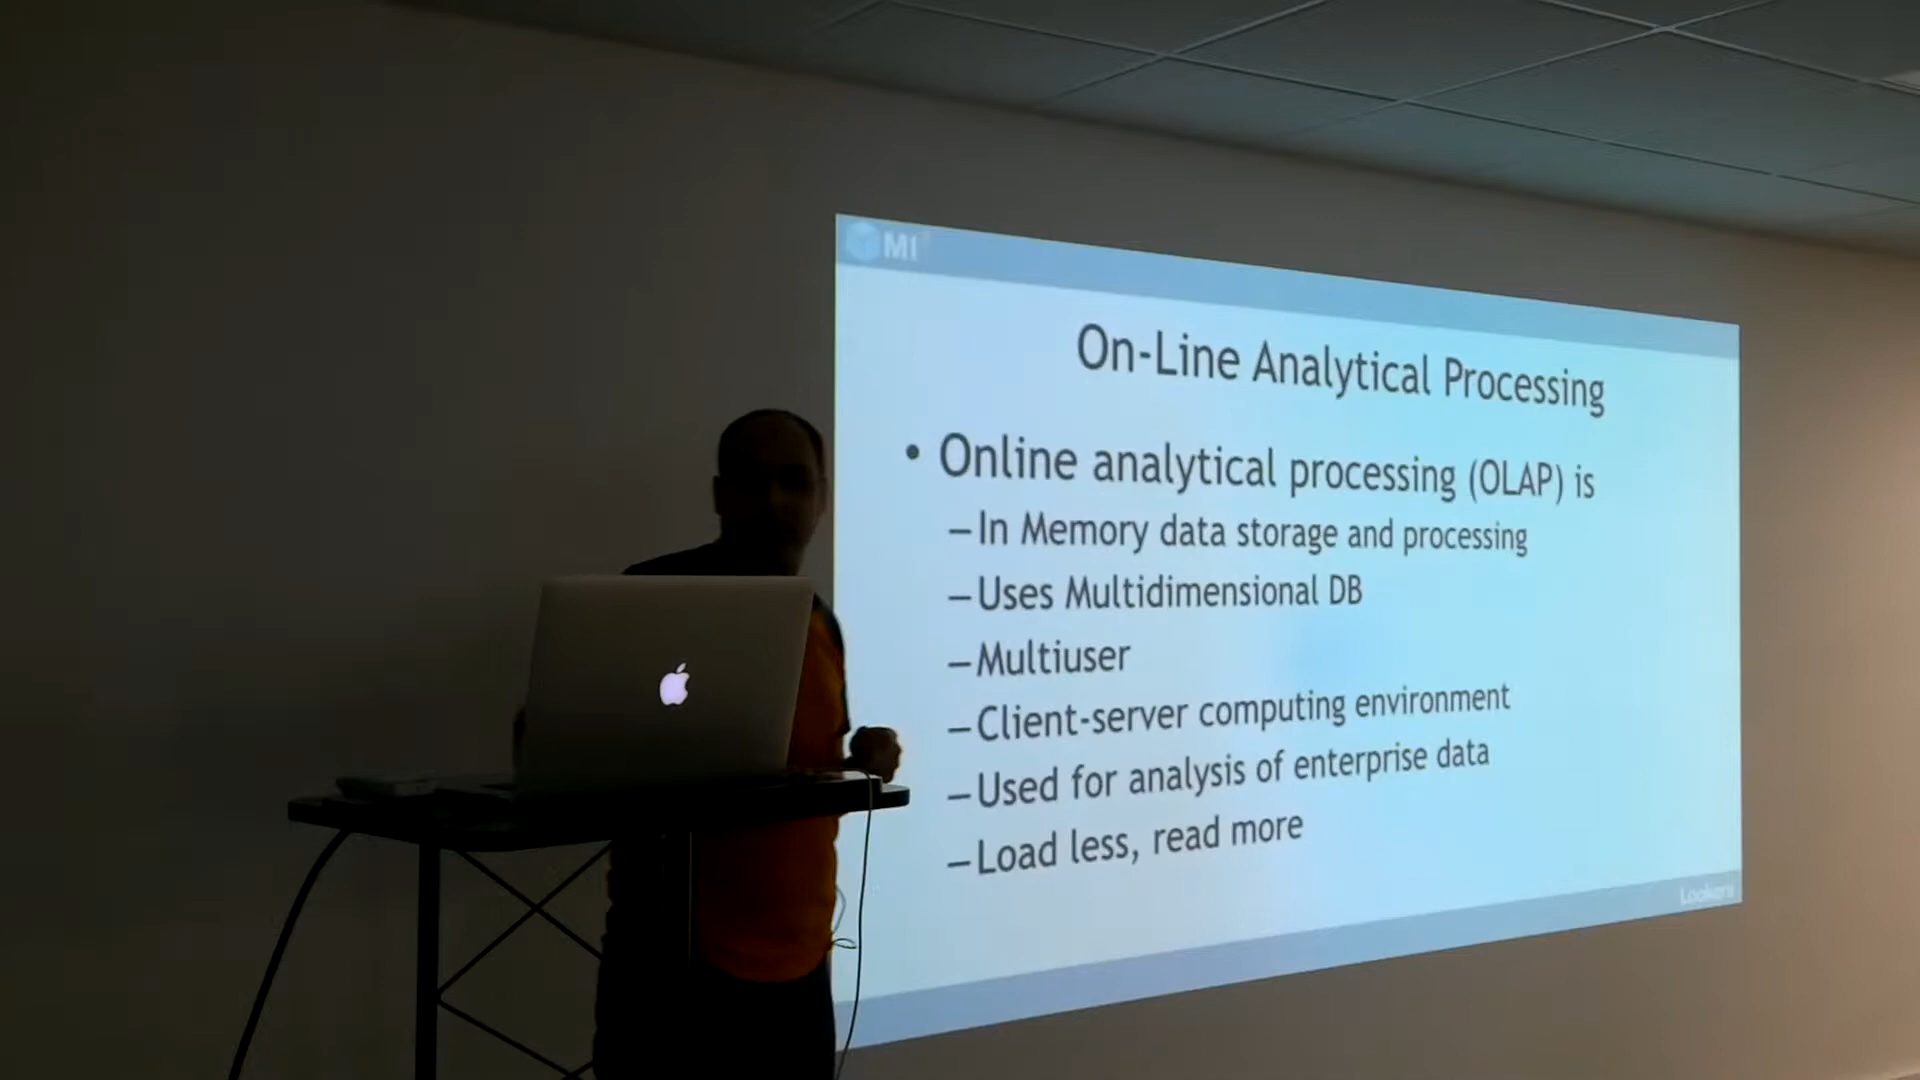 MI
On-Line Analytical Processing
• Online analytical processing (OLAP) is
–In Memory data storage and processing
–Uses Multidimensional DB
–Multiuser
–Client-server computing environment
–Used for analysis of enterprise data
–Load less, read more